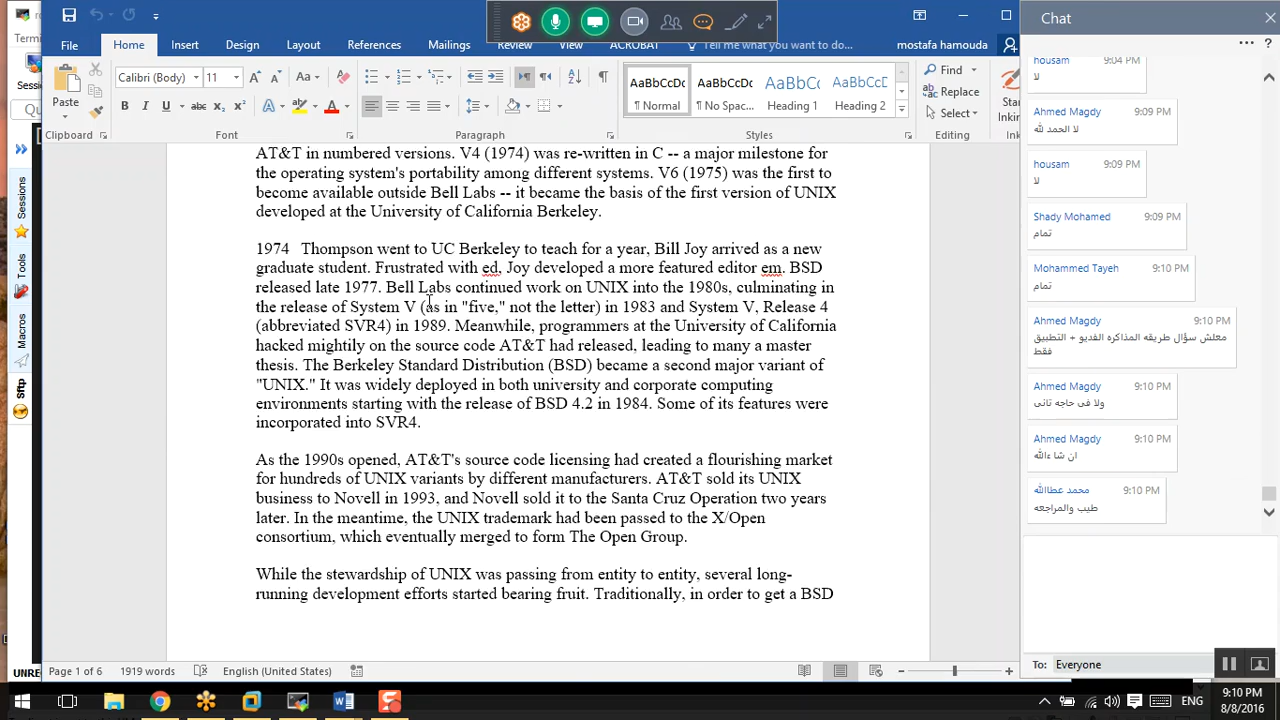 File
Home
Insert
Design
Layout
References
Mailings
Review
View
ACROBAT
Tell me what you want to do...
mostafa hamouda
Calibri (Body)
11
Paste
Clipboard
Font
Paragraph
AaBbCcDc
¶ Normal
AaBbCcDc
¶ No Spac...
AaBbCc
Heading 1
AaBbCcE
Heading 2
Styles
Find
Replace
Select
Editing
Termi
Sessi
Sessions
Tools
Macros
Sftp
UNRE
AT&T in numbered versions. V4 (1974) was re-written in C -- a major milestone for
the operating system's portability among different systems. V6 (1975) was the first to
become available outside Bell Labs -- it became the basis of the first version of UNIX
developed at the University of California Berkeley.
1974 Thompson went to UC Berkeley to teach for a year, Bill Joy arrived as a new
graduate student. Frustrated with ed, Joy developed a more featured editor em. BSD
released late 1977. Bell Labs continued work on UNIX into the 1980s, culminating in
the release of System V (as in "five," not the letter) in 1983 and System V, Release 4
(abbreviated SVR4) in 1989. Meanwhile, programmers at the University of California
hacked mightily on the source code AT&T had released, leading to many a master
thesis. The Berkeley Standard Distribution (BSD) became a second major variant of
"UNIX." It was widely deployed in both university and corporate computing
environments starting with the release of BSD 4.2 in 1984. Some of its features were
incorporated into SVR4.
As the 1990s opened, AT&T's source code licensing had created a flourishing market
for hundreds of UNIX variants by different manufacturers. AT&T sold its UNIX
business to Novell in 1993, and Novell sold it to the Santa Cruz Operation two years
later. In the meantime, the UNIX trademark had been passed to the X/Open
consortium, which eventually merged to form The Open Group.
While the stewardship of UNIX was passing from entity to entity, several long-
running development efforts started bearing fruit. Traditionally, in order to get a BSD
Page 1 of 6
1919 words
English (United States)
Chat
housam 9:04 PM
لا
Ahmed Magdy 9:09 PM
لا الحمد لله
housam 9:09 PM
لا
Shady Mohamed 9:09 PM
تمام
Mohammed Tayeh 9:10 PM
تمام
Ahmed Magdy 9:10 PM
معلش سؤال طريقه المذاكره الفديو + التطبيق
فقط
Ahmed Magdy 9:10 PM
ولا فى حاجه تانى
Ahmed Magdy 9:10 PM
ان شاءالله
محمد عطاالله 9:10 PM
طيب والمراجعه
To: Everyone
ENG
9:10 PM
8/8/2016